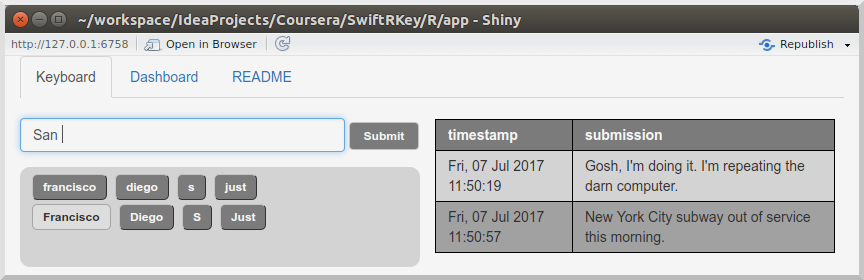 ~/workspace/IdeaProjects/Coursera/SwiftRKey/R/app - Shiny
http://127.0.0.1:6758 Open in Browser Republish
Keyboard Dashboard README
San
Submit
francisco diego s just
Francisco Diego S Just
timestamp submission
Fri, 07 Jul 2017 Gosh, I'm doing it. I'm repeating the
11:50:19 darn computer.
Fri, 07 Jul 2017 New York City subway out of service
11:50:57 this morning.